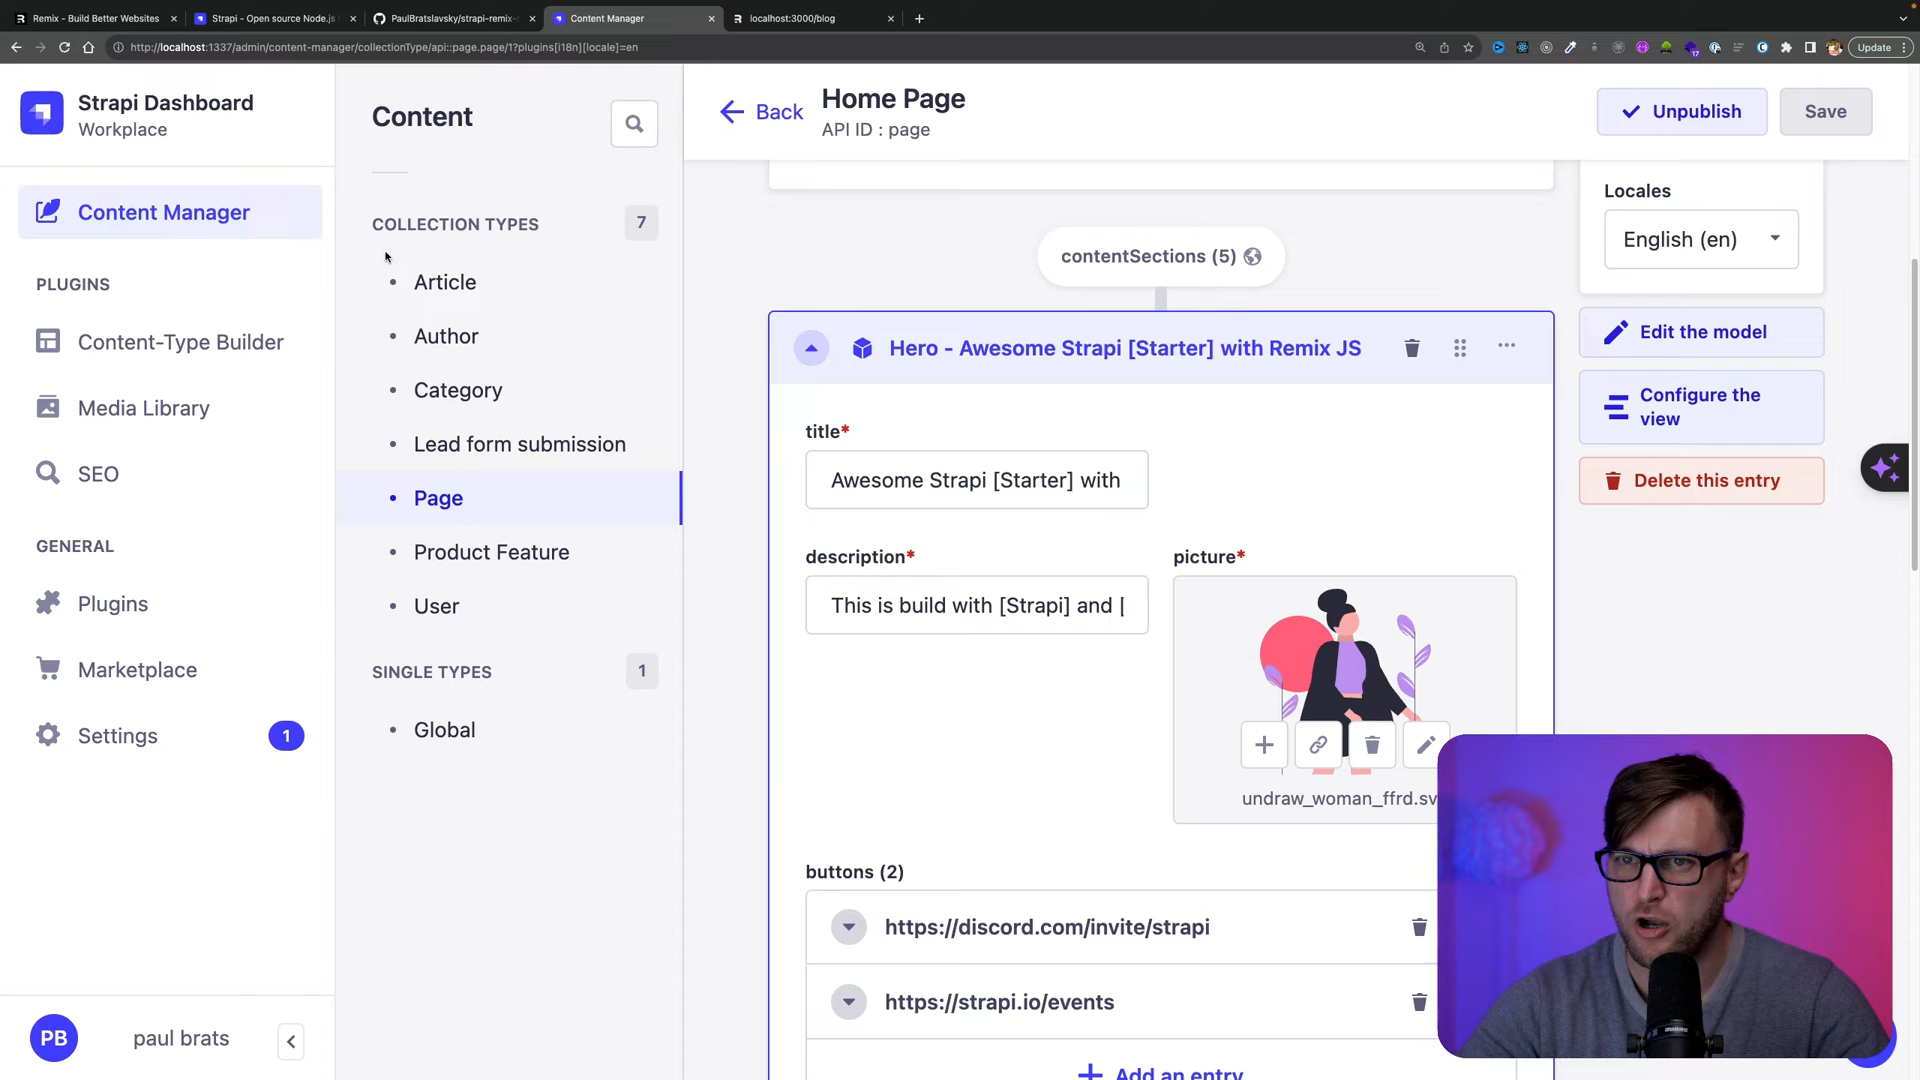 Remix - Build Better Websites
Strapi - Open source Node.js
PaulBratslavsky/strapi-remix-
Content Manager
localhost:3000/blog
http://localhost:1337/admin/content-manager/collectionType/api::page.page/1?plugins[i18n][locale]=en
17
Update
Strapi Dashboard
Workplace
Content Manager
PLUGINS
Content-Type Builder
Media Library
SEO
GENERAL
Plugins
Marketplace
Settings
1
PB
paul brats
Content
COLLECTION TYPES
7
Article
Author
Category
Lead form submission
Page
Product Feature
User
SINGLE TYPES
1
Global
Back
Home Page
API ID : page
Unpublish
Save
contentSections (5)
Hero - Awesome Strapi [Starter] with Remix JS
title*
Awesome Strapi [Starter] with
description*
This is build with [Strapi] and [
picture*
undraw_woman_ffrd.sv
buttons (2)
https://discord.com/invite/strapi
https://strapi.io/events
Add an entry
Locales
English (en)
Edit the model
Configure the
view
Delete this entry